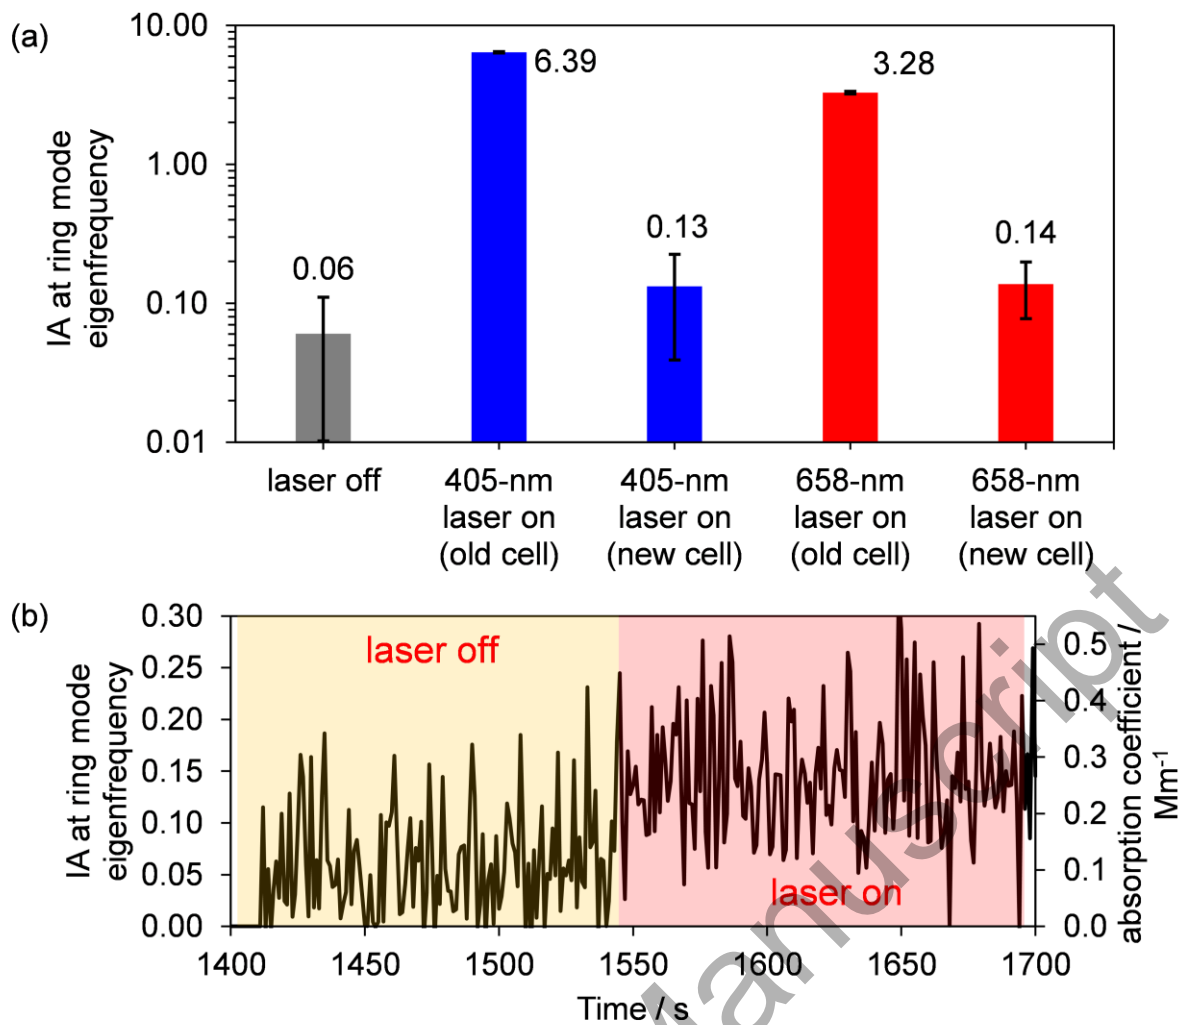 (a)
IA at ring mode
eigenfrequency
10.00
1.00
0.10
0.01
0.06
6.39
0.13
3.28
0.14
laser off
405-nm
laser on
(old cell)
405-nm
laser on
(new cell)
658-nm
laser on
(old cell)
658-nm
laser on
(new cell)
(b)
IA at ring mode
eigenfrequency
0.30
0.25
0.20
0.15
0.10
0.05
0.00
laser off
laser on
0.5
0.4
0.3
0.2
0.1
0.0
absorption coefficient /
Mm-1
1400
1450
1500
1550
1600
1650
1700
Time / s
Manuscript